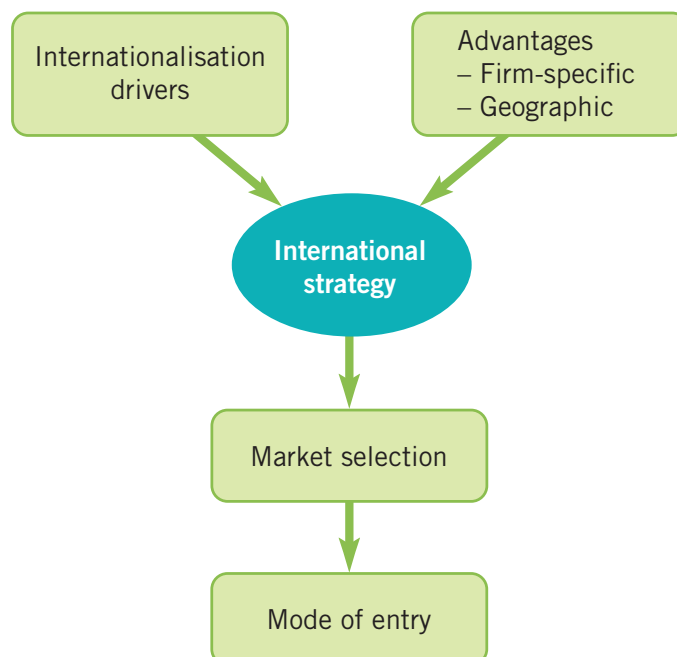 Internationalisation
drivers
Advantages
– Firm-specific
– Geographic
International
strategy
Market selection
Mode of entry